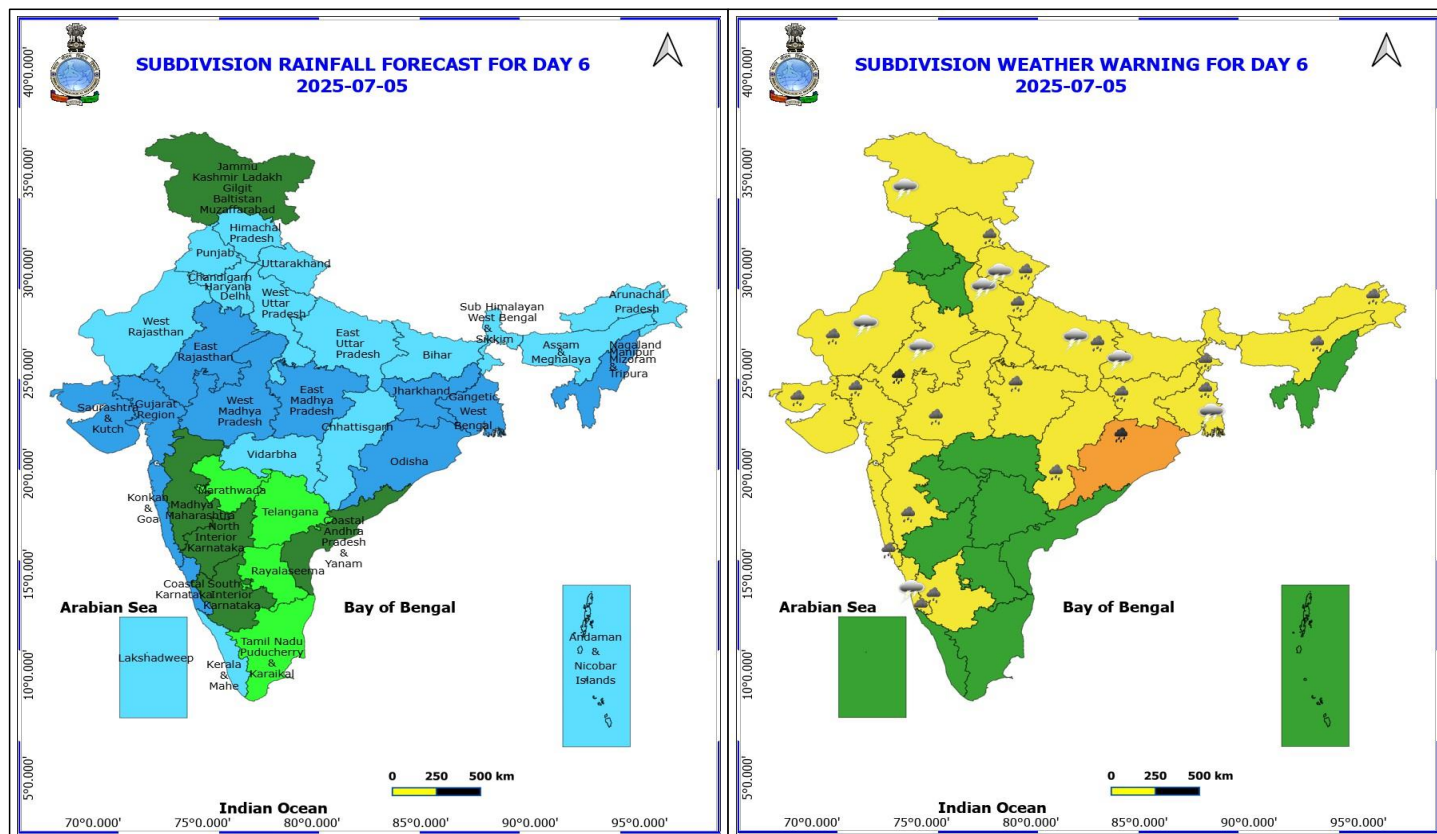 SUBDIVISION RAINFALL FORECAST FOR DAY 6
2025-07-05
40°0.000'
35°0.000'
30°0.000'
25°0.000'
20°0.000'
15°0.000'
10°0.000'
5°0.000'
Jammu
Kashmir Ladakh
Gilgit
Baltistan
Muzaffarabad
Himachal
Pradesh
Punjab
Uttarakhand
Chandigarh
Haryana
Delhi
West
Uttar
Pradesh
West
Rajasthan
East
Rajasthan
East
Uttar
Pradesh
Bihar
Sub Himalayan
West Bengal
&
Sikkim
Arunachal
Pradesh
Assam
&
Meghalaya
Nagaland
Manipur
Mizoram
&
Tripura
Saurashtra
&
Kutch
Gujarat
Region
West
Madhya
Pradesh
East
Madhya
Pradesh
Jharkhand
Gangetic
West
Bengal
Chhattisgarh
Vidarbha
Odisha
Konkan
&
Goa
Madhya
Maharashtra
Marathwada
Telangana
North
Interior
Karnataka
Coastal
Andhra
Pradesh
&
Yanam
Rayalaseema
Coastal
Karnataka
South
Interior
Karnataka
Arabian Sea
Bay of Bengal
Lakshadweep
Kerala
&
Mahe
Tamil Nadu
Puducherry
&
Karaikal
Andaman
&
Nicobar
Islands
0 250 500 km
Indian Ocean
70°0.000' 75°0.000' 80°0.000' 85°0.000' 90°0.000' 95°0.000'
SUBDIVISION WEATHER WARNING FOR DAY 6
2025-07-05
40°0.000'
35°0.000'
30°0.000'
25°0.000'
20°0.000'
15°0.000'
10°0.000'
5°0.000'
Arabian Sea
Bay of Bengal
0 250 500 km
Indian Ocean
70°0.000' 75°0.000' 80°0.000' 85°0.000' 90°0.000' 95°0.000'